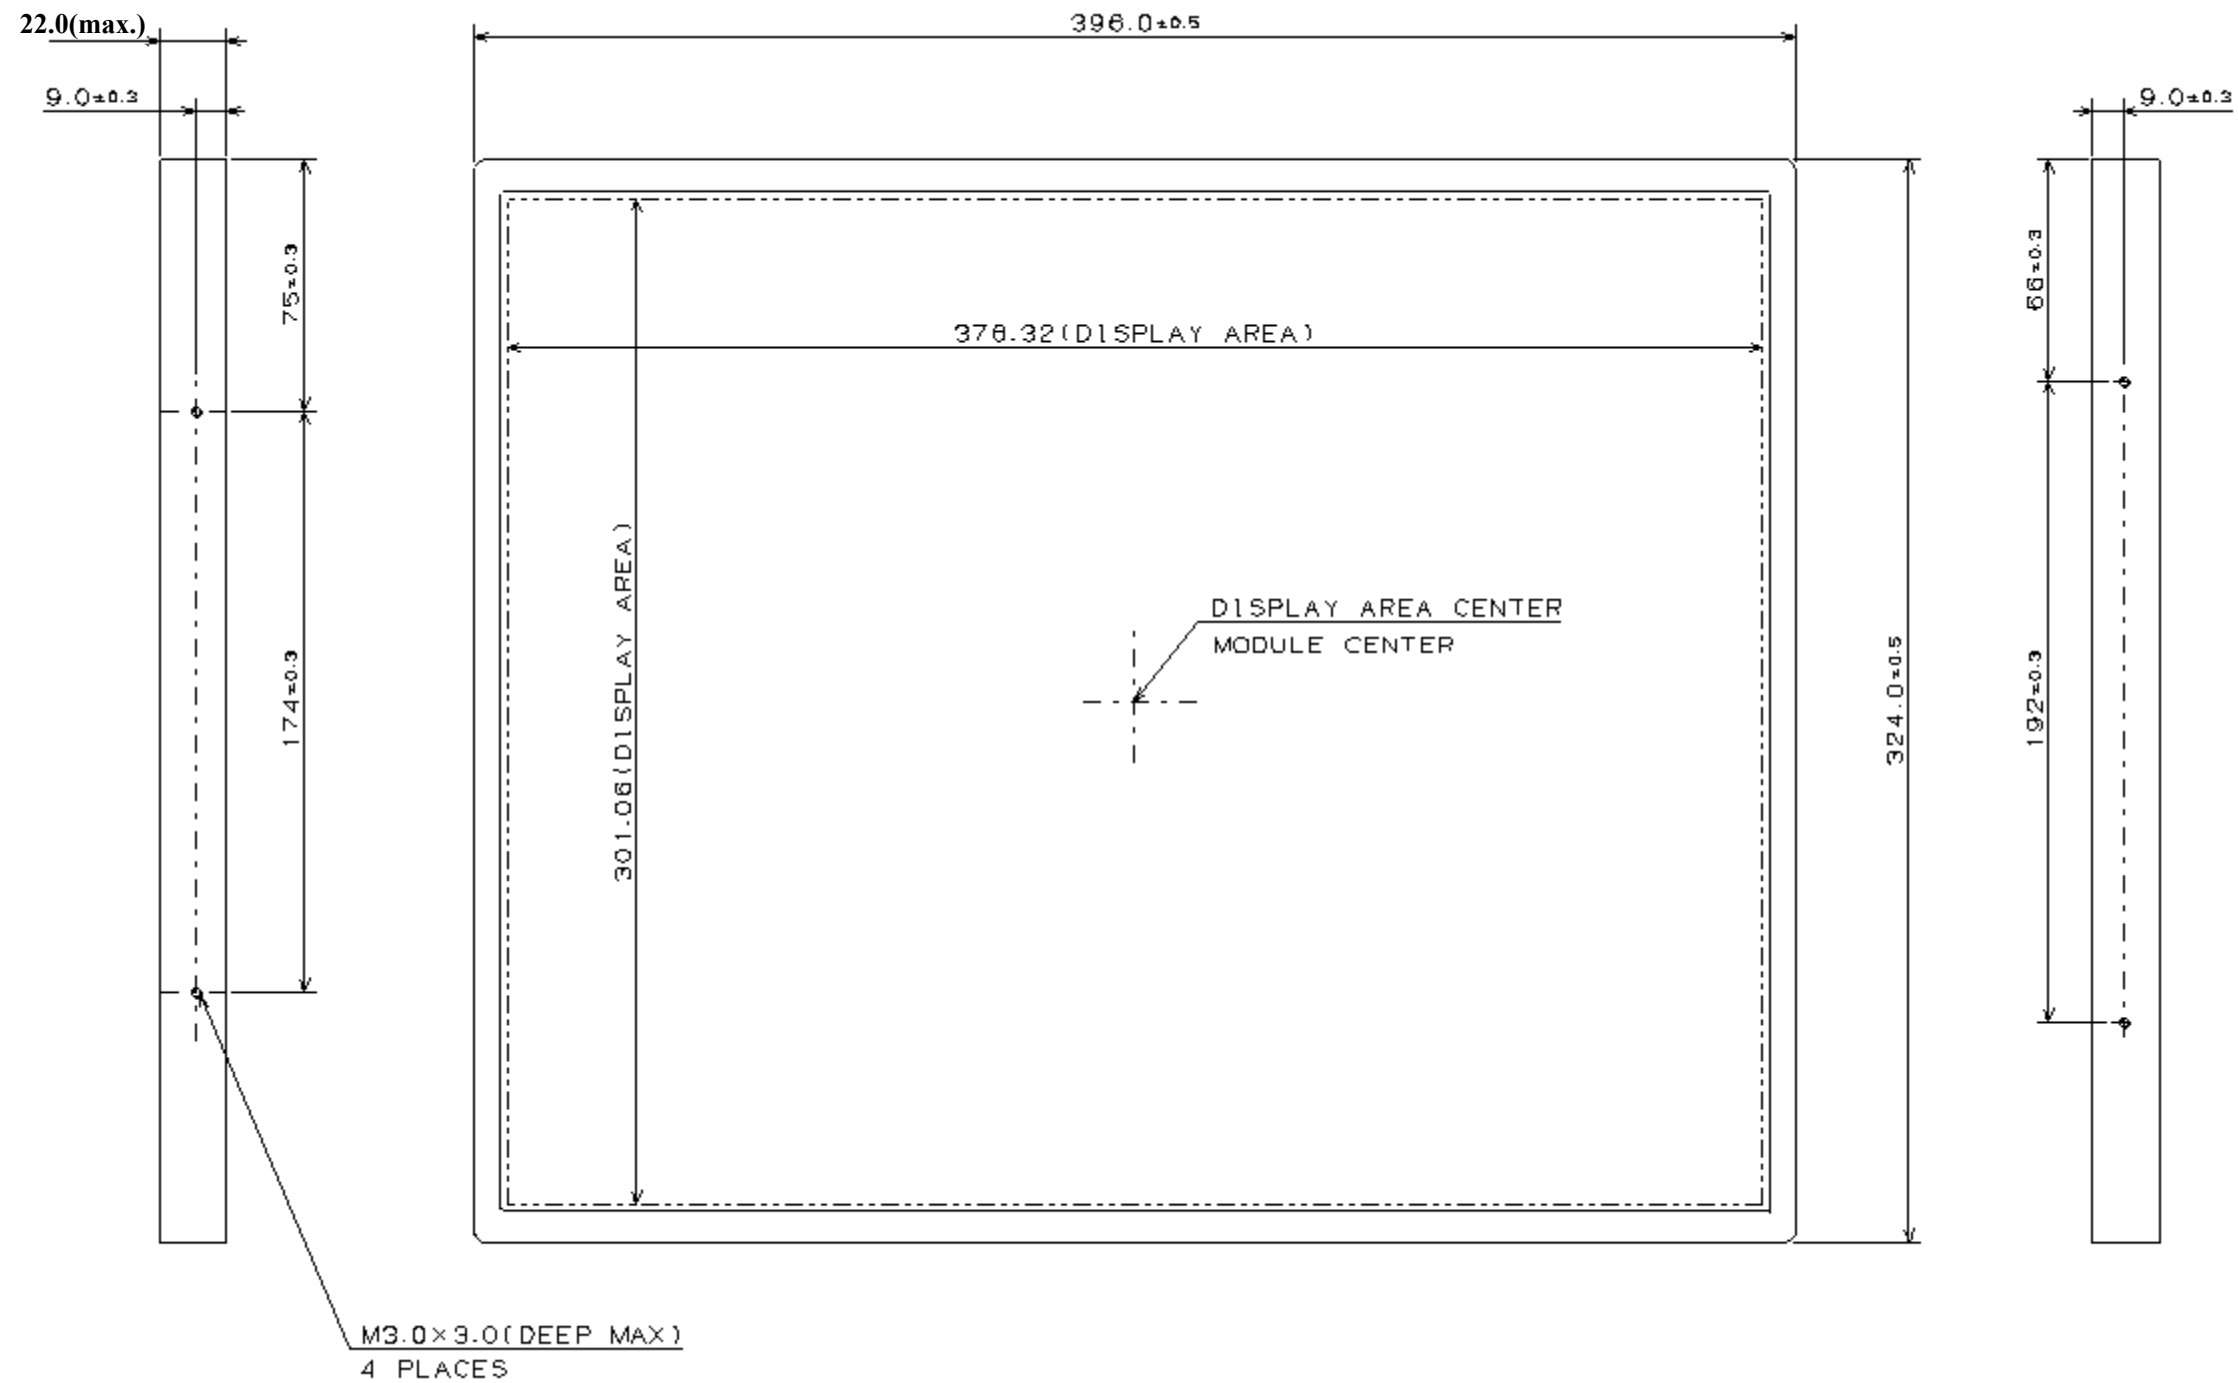 22.0(max.)
396.0±0.5
9.0±0.3
9.0±0.3
75±0.3
66±0.3
376.32(DISPLAY AREA)
301.06(DISPLAY AREA)
DISPLAY AREA CENTER
MODULE CENTER
174±0.3
324.0±0.5
192±0.3
M3.0×3.0(DEEP MAX)
4 PLACES